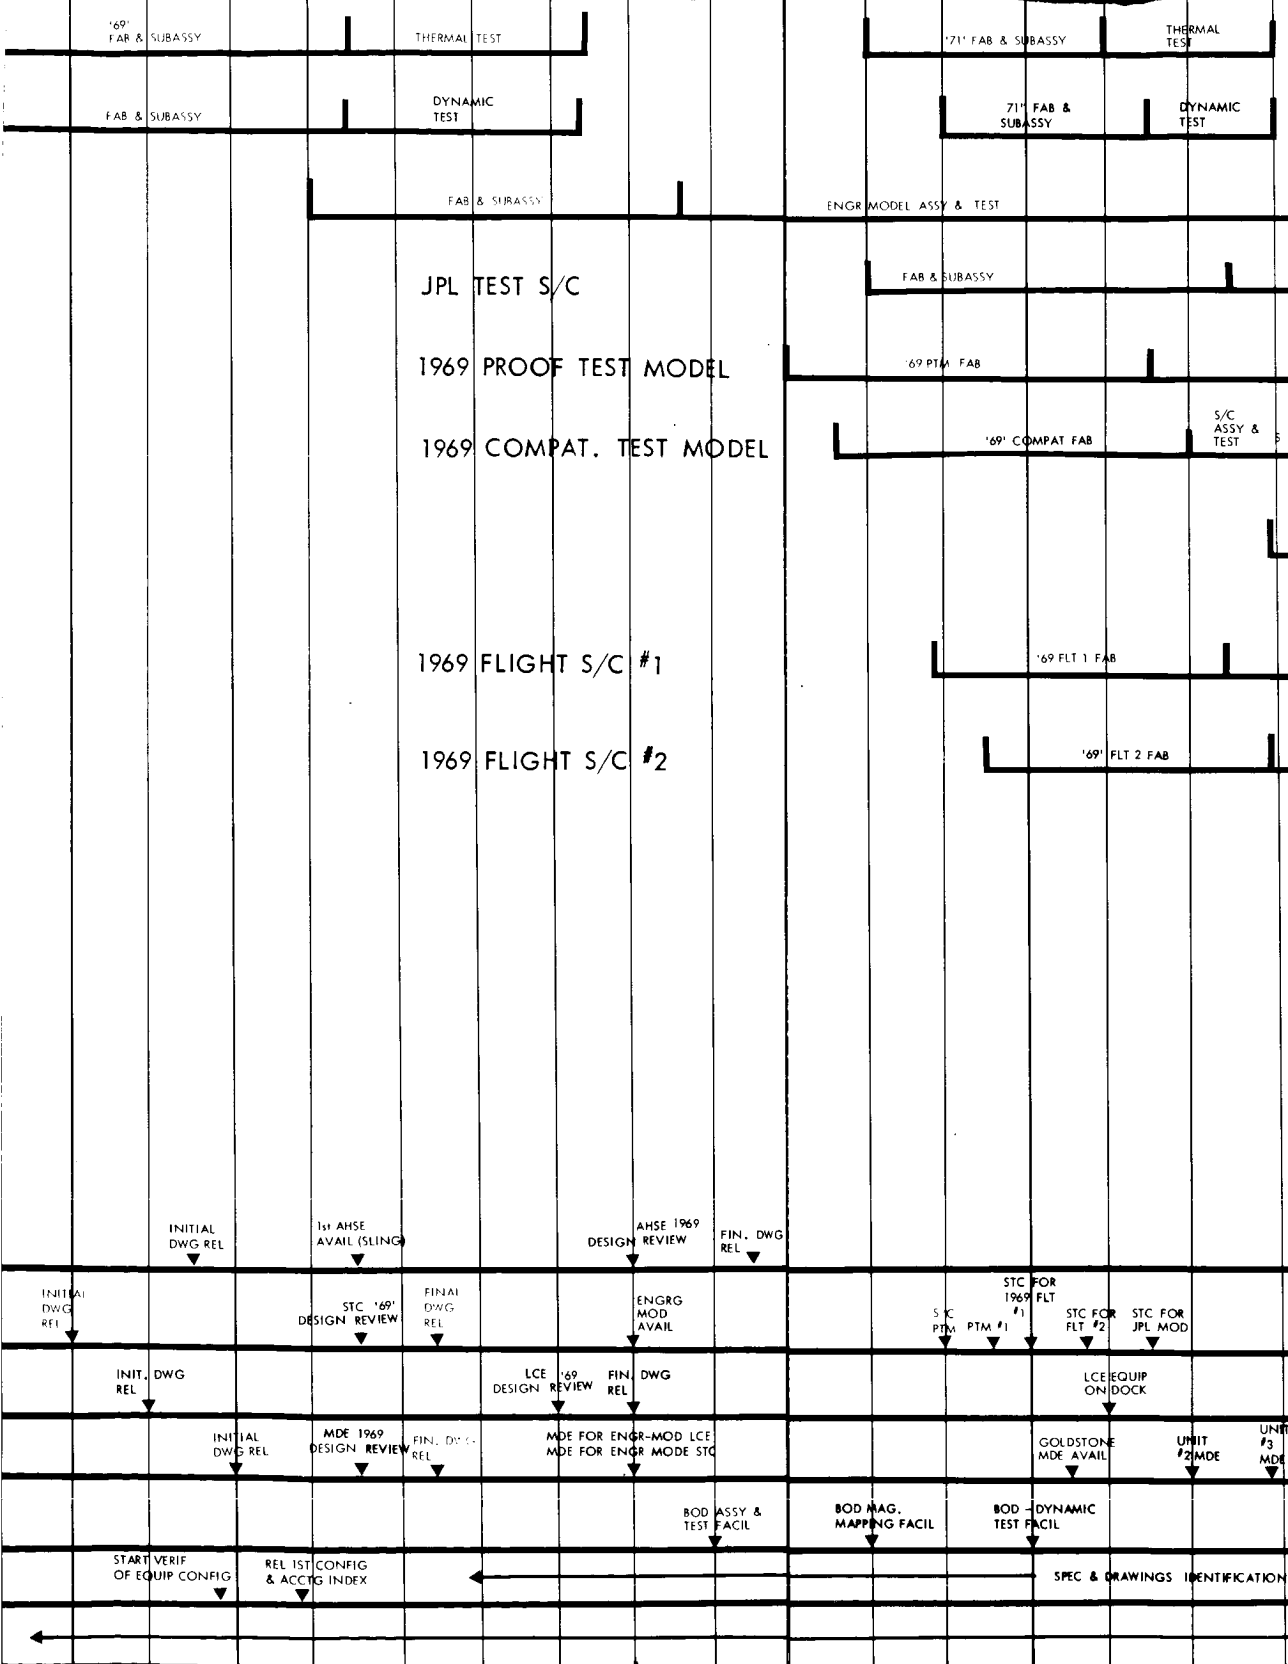 '69'
FAB & SUBASSY
THERMAL TEST
'71' FAB & SUBASSY
THERMAL
TEST
FAB & SUBASSY
DYNAMIC
TEST
71" FAB &
SUBASSY
DYNAMIC
TEST
FAB & SUBASSY
ENGR MODEL ASSY & TEST
JPL TEST S/C
FAB & SUBASSY
1969 PROOF TEST MODEL
'69 PTM FAB
1969 COMPAT. TEST MODEL
'69' COMPAT FAB
S/C
ASSY &
TEST
1969 FLIGHT S/C #1
'69 FLT 1 FAB
1969 FLIGHT S/C #2
'69' FLT 2 FAB
INITIAL
DWG REL
1st AHSE
AVAIL (SLING)
AHSE 1969
DESIGN REVIEW
FIN. DWG
REL
INITIAL
DWG
REL
STC '69'
DESIGN REVIEW
FINAL
DWG
REL
ENGRG
MOD
AVAIL
S/C
PTM
PTM #1
STC FOR
1969 FLT
#1
STC FOR
FLT #2
STC FOR
JPL MOD
INIT. DWG
REL
LCE '69
DESIGN REVIEW
FIN. DWG
REL
LCE EQUIP
ON DOCK
INITIAL
DWG REL
MDE 1969
DESIGN REVIEW
FIN. DWG
REL
MDE FOR ENGR-MOD LCE
MDE FOR ENGR MODE STC
GOLDSTONE
MDE AVAIL
UNIT
#2 MDE
UNIT
#3
MDE
BOD ASSY &
TEST FACIL
BOD MAG.
MAPPING FACIL
BOD - DYNAMIC
TEST FACIL
START VERIF
OF EQUIP CONFIG
REL 1ST CONFIG
& ACCTG INDEX
SPEC & DRAWINGS IDENTIFICATION